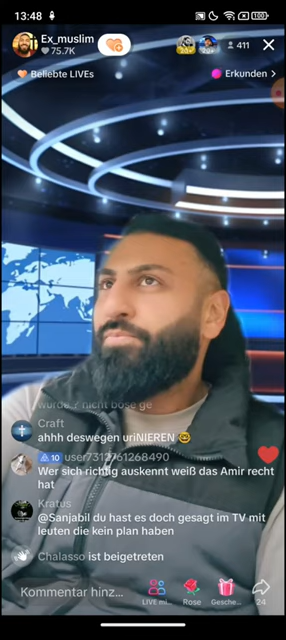 13:48
100
Ex_muslim
75.7K
411
Beliebte LIVEs
Erkunden >
wurde ? nicht böse ge
Craft
ahhh deswegen uriNIEREN 🤓
10 user7312761268490
Wer sich richtig auskennt weiß das Amir recht
hat
Kratus
@Sanjabil du hast es doch gesagt im TV mit
leuten die kein plan haben
Chalasso ist beigetreten
Kommentar hinz...
LIVE mi...
Rose
Gesche...
24